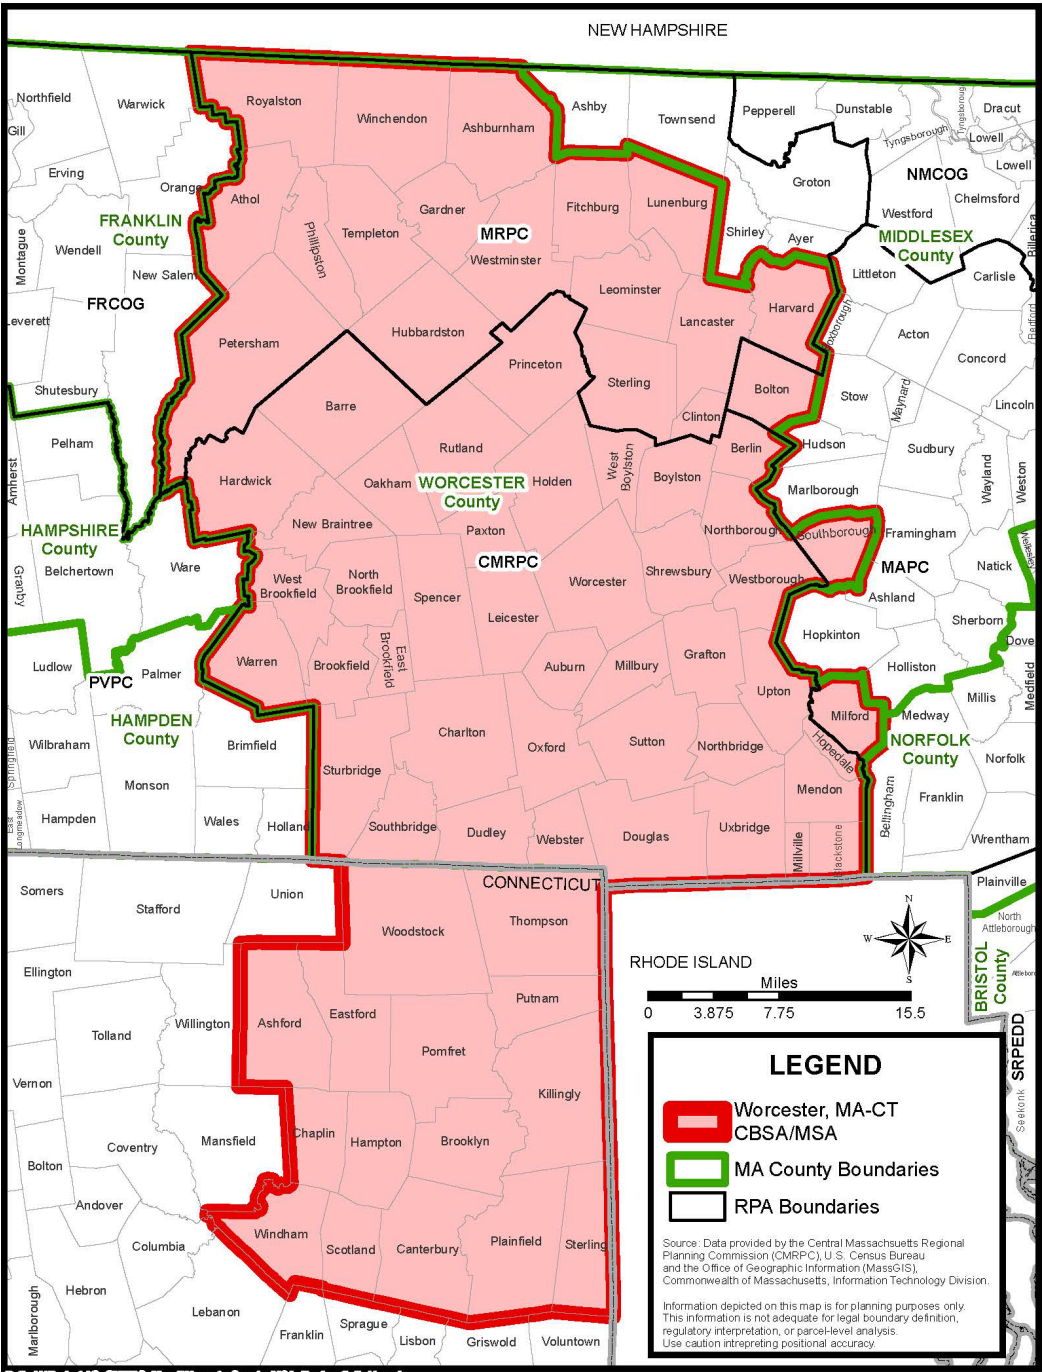 NEW HAMPSHIRE
Northfield
Warwick
Royalston
Winchendon
Ashburnham
Ashby
Townsend
Pepperell
Dunstable
Tyngsborough
Tyngsborough
Dracut
Lowell
Lowell
Gill
Erving
Orange
Athol
Phillipston
Templeton
Gardner
MRPC
Westminster
Fitchburg
Lunenburg
Shirley
Ayer
Groton
NMCOG
Chelmsford
Westford
MIDDLESEX
County
Billerica
FRANKLIN
County
Montague
Wendell
New Salem
FRCOG
Leverett
Shutesbury
Petersham
Hubbardston
Princeton
Leominster
Lancaster
Harvard
Littleton
Boxborough
Carlisle
Bedford
Acton
Concord
Lincoln
Barre
Sterling
Clinton
Bolton
Stow
Maynard
Pelham
Amherst
Hardwick
Rutland
Oakham
WORCESTER
County
Holden
West
Boylston
Boylston
Berlin
Hudson
Sudbury
Wayland
Weston
Marlborough
HAMPSHIRE
County
Belchertown
Granby
Ware
New Braintree
Paxton
CMRPC
Northborough
Southborough
Framingham
MAPC
Natick
Wellesley
West
Brookfield
North
Brookfield
Spencer
Worcester
Shrewsbury
Westborough
Leicester
Ashland
Sherborn
Dover
Hopkinton
Ludlow
PVPC
Palmer
Warren
Brookfield
East
Brookfield
Auburn
Millbury
Grafton
Upton
Holliston
Medfield
Millis
Milford
Medway
HAMPDEN
County
Springfield
Wilbraham
Brimfield
Charlton
Oxford
Sutton
Northbridge
Hopedale
NORFOLK
County
Norfolk
Monson
Sturbridge
Mendon
Bellingham
Franklin
East
Longmeadow
Hampden
Wales
Holland
Southbridge
Dudley
Webster
Douglas
Uxbridge
Millville
Blackstone
Wrentham
CONNECTICUT
Plainville
Somers
Stafford
Union
Woodstock
Thompson
North
Attleborough
N
W
E
S
RHODE ISLAND
Miles
0
3.875
7.75
15.5
BRISTOL
County
Ellington
Willington
Ashford
Eastford
Putnam
Tolland
Pomfret
SRPEDD
Seekonk
Vernon
Killingly
Mansfield
Chaplin
Hampton
Brooklyn
Coventry
Bolton
Andover
Columbia
Windham
Scotland
Canterbury
Plainfield
Sterling
Hebron
Marlborough
Lebanon
Franklin
Sprague
Lisbon
Griswold
Voluntown
LEGEND
Worcester, MA-CT
CBSA/MSA
MA County Boundaries
RPA Boundaries
Source: Data provided by the Central Massachsuetts Regional
Planning Commission (CMRPC), U.S. Census Bureau
and the Office of Geographic Information (MassGIS),
Commonwealth of Massachusetts, Information Technology Division.
Information depicted on this map is for planning purposes only.
This information is not adequate for legal boundary definition,
regulatory interpretation, or parcel-level analysis.
Use caution intrepreting positional accuracy.